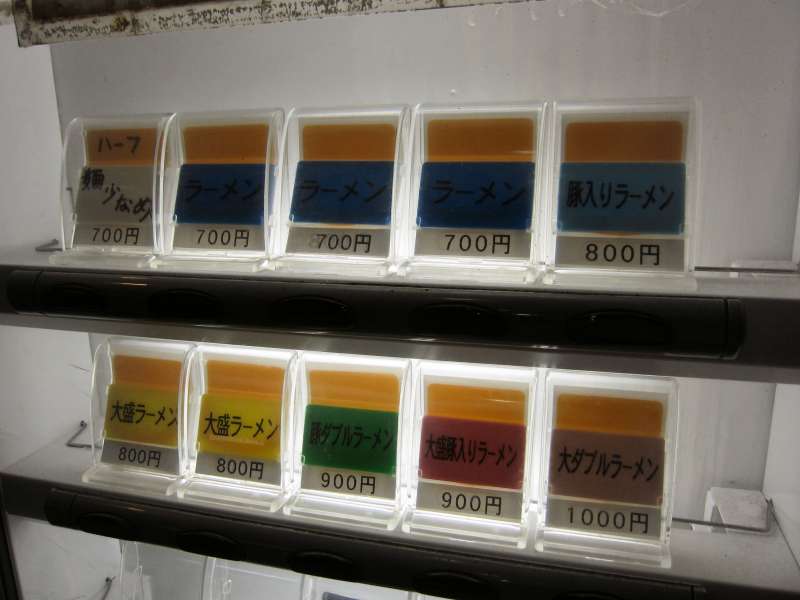 ハーフ
麺少なめ
700円
ラーメン
700円
ラーメン
700円
ラーメン
700円
豚入りラーメン
800円
大盛ラーメン
800円
大盛ラーメン
800円
豚ダブルラーメン
900円
大盛豚入りラーメン
900円
大ダブルラーメン
1000円